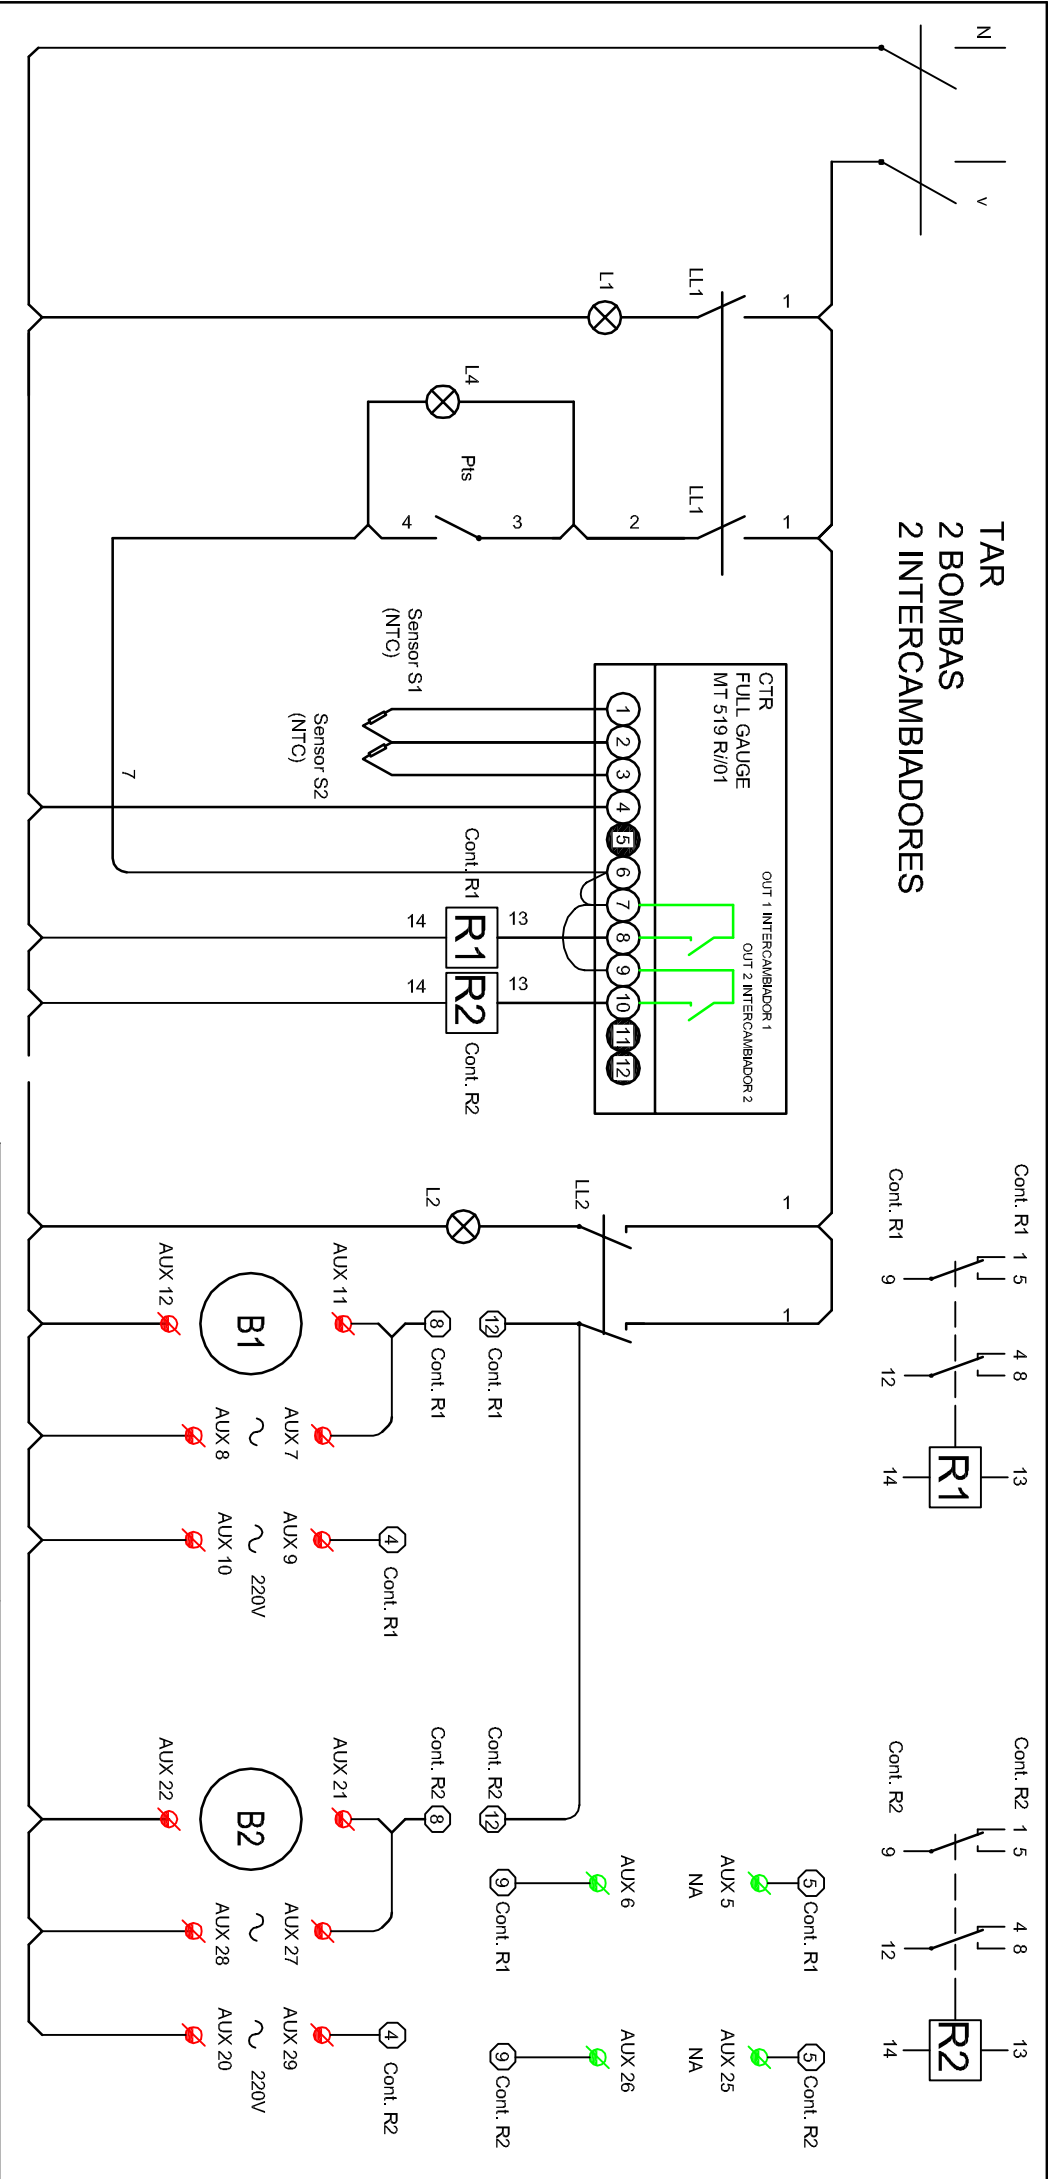 N
V
TAR
2 BOMBAS
2 INTERCAMBIADORES
1
LL1
L1
1
LL1
2
L4
Pts
3
4
7
CTR
FULL GAUGE
MT 519 Ri/01
OUT 1 INTERCAMBIADOR 1
OUT 2 INTERCAMBIADOR 2
1
2
3
4
5
6
7
8
9
10
11
12
Sensor S1
(NTC)
Sensor S2
(NTC)
Cont. R1
13
R1
14
13
R2
14
Cont. R2
Cont. R1
1
5
4
8
13
Cont. R1
9
12
R1
14
Cont. R2
1
5
4
8
13
Cont. R2
9
12
R2
14
1
1
LL2
L2
12
Cont. R1
8
Cont. R1
AUX 11
B1
AUX 12
AUX 7
AUX 8
4
Cont. R1
AUX 9
220V
AUX 10
Cont. R2
12
Cont. R2
8
AUX 21
B2
AUX 22
AUX 27
AUX 28
4
Cont. R2
AUX 29
220V
AUX 20
5
Cont. R1
AUX 5
NA
AUX 6
9
Cont. R1
5
Cont. R2
AUX 25
NA
AUX 26
9
Cont. R2